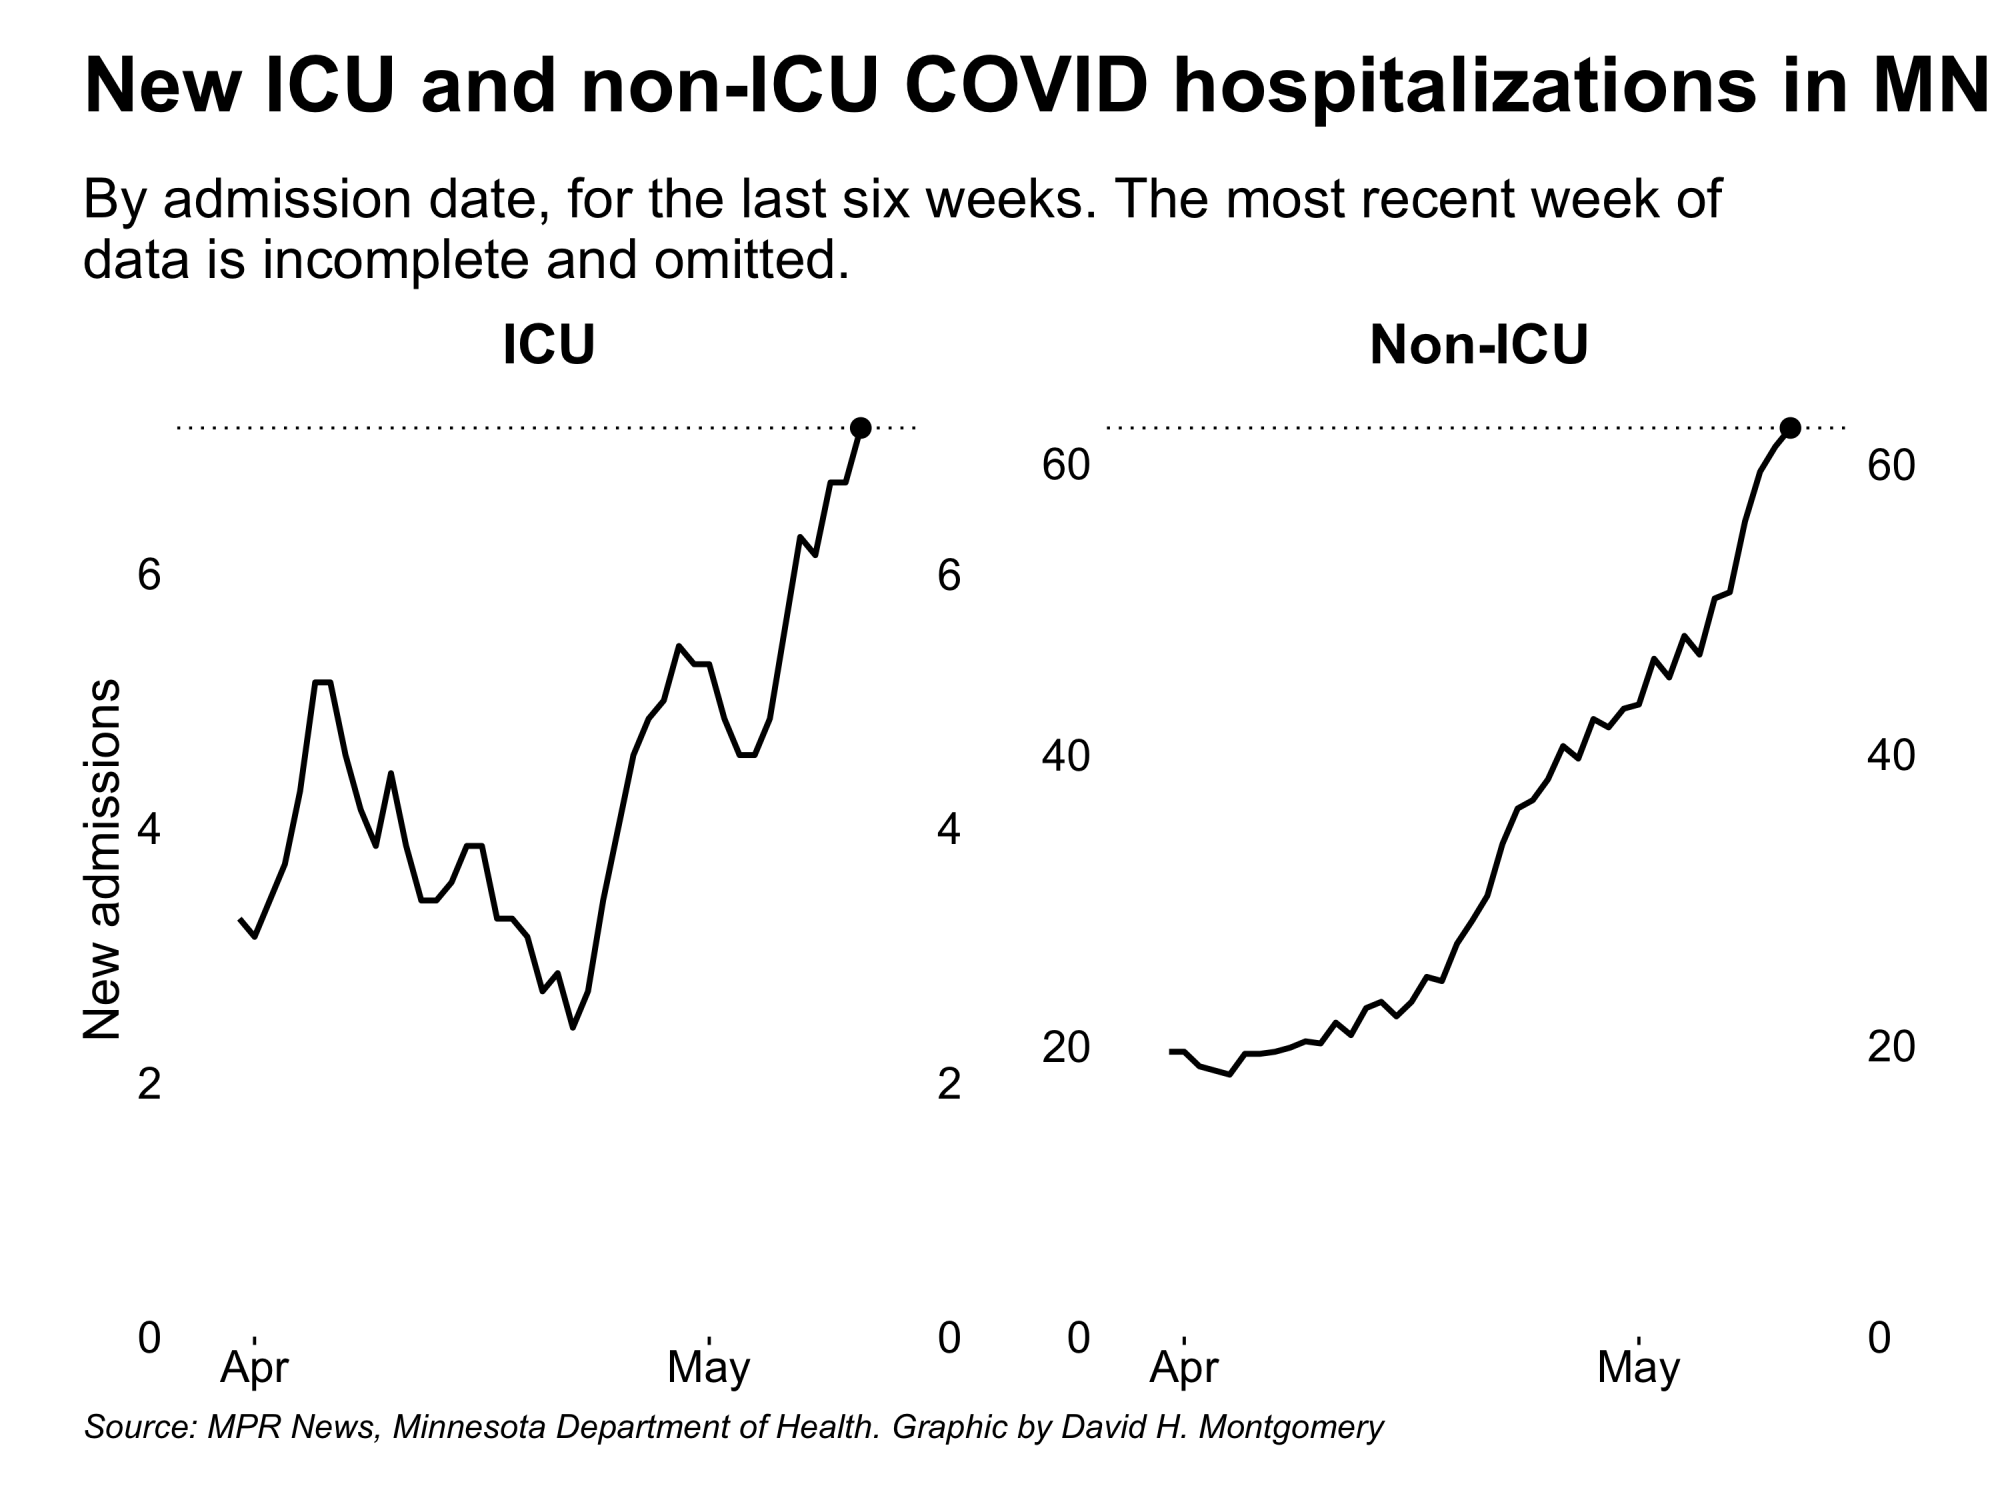 New ICU and non-ICU COVID hospitalizations in MN
By admission date, for the last six weeks. The most recent week of
data is incomplete and omitted.
ICU
Non-ICU
New admissions
6
4
2
0
6
4
2
0
Apr
May
60
40
20
0
60
40
20
0
Apr
May
Source: MPR News, Minnesota Department of Health. Graphic by David H. Montgomery